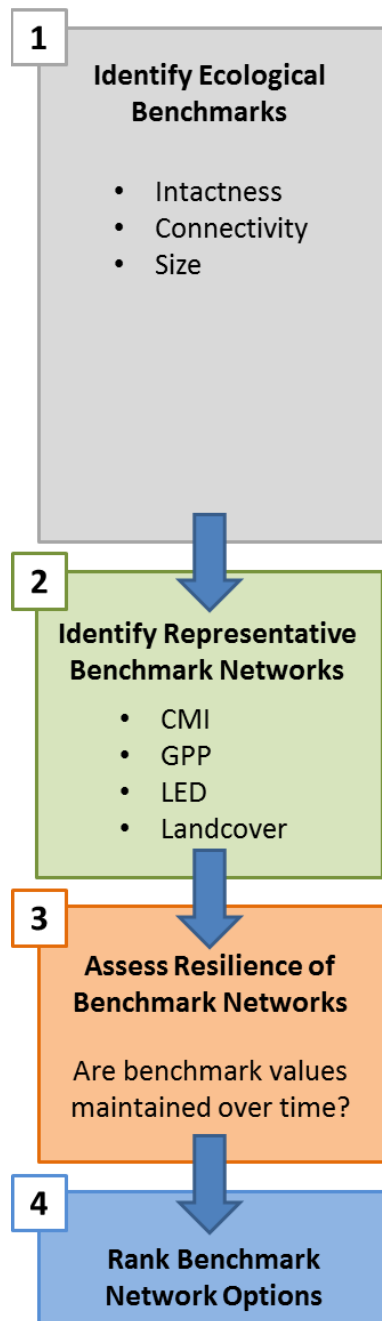 1
Identify Ecological
Benchmarks
• Intactness
• Connectivity
• Size
2
Identify Representative
Benchmark Networks
• CMI
• GPP
• LED
• Landcover
3
Assess Resilience of
Benchmark Networks
Are benchmark values
maintained over time?
4
Rank Benchmark
Network Options